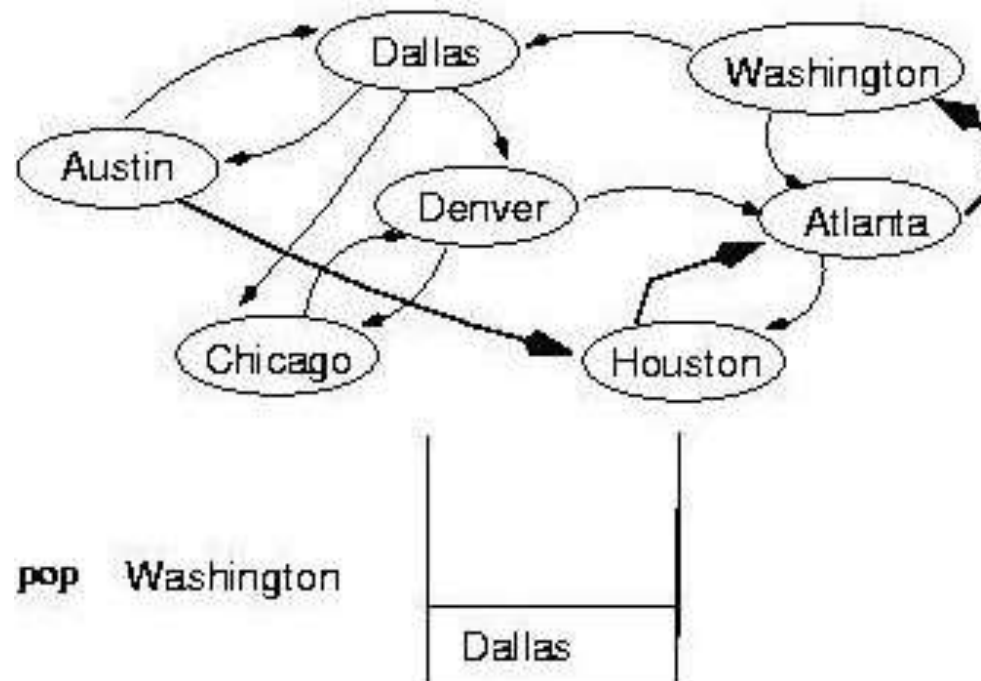 Dallas
Washington
Austin
Denver
Atlanta
Chicago
Houston
pop Washington
Dallas